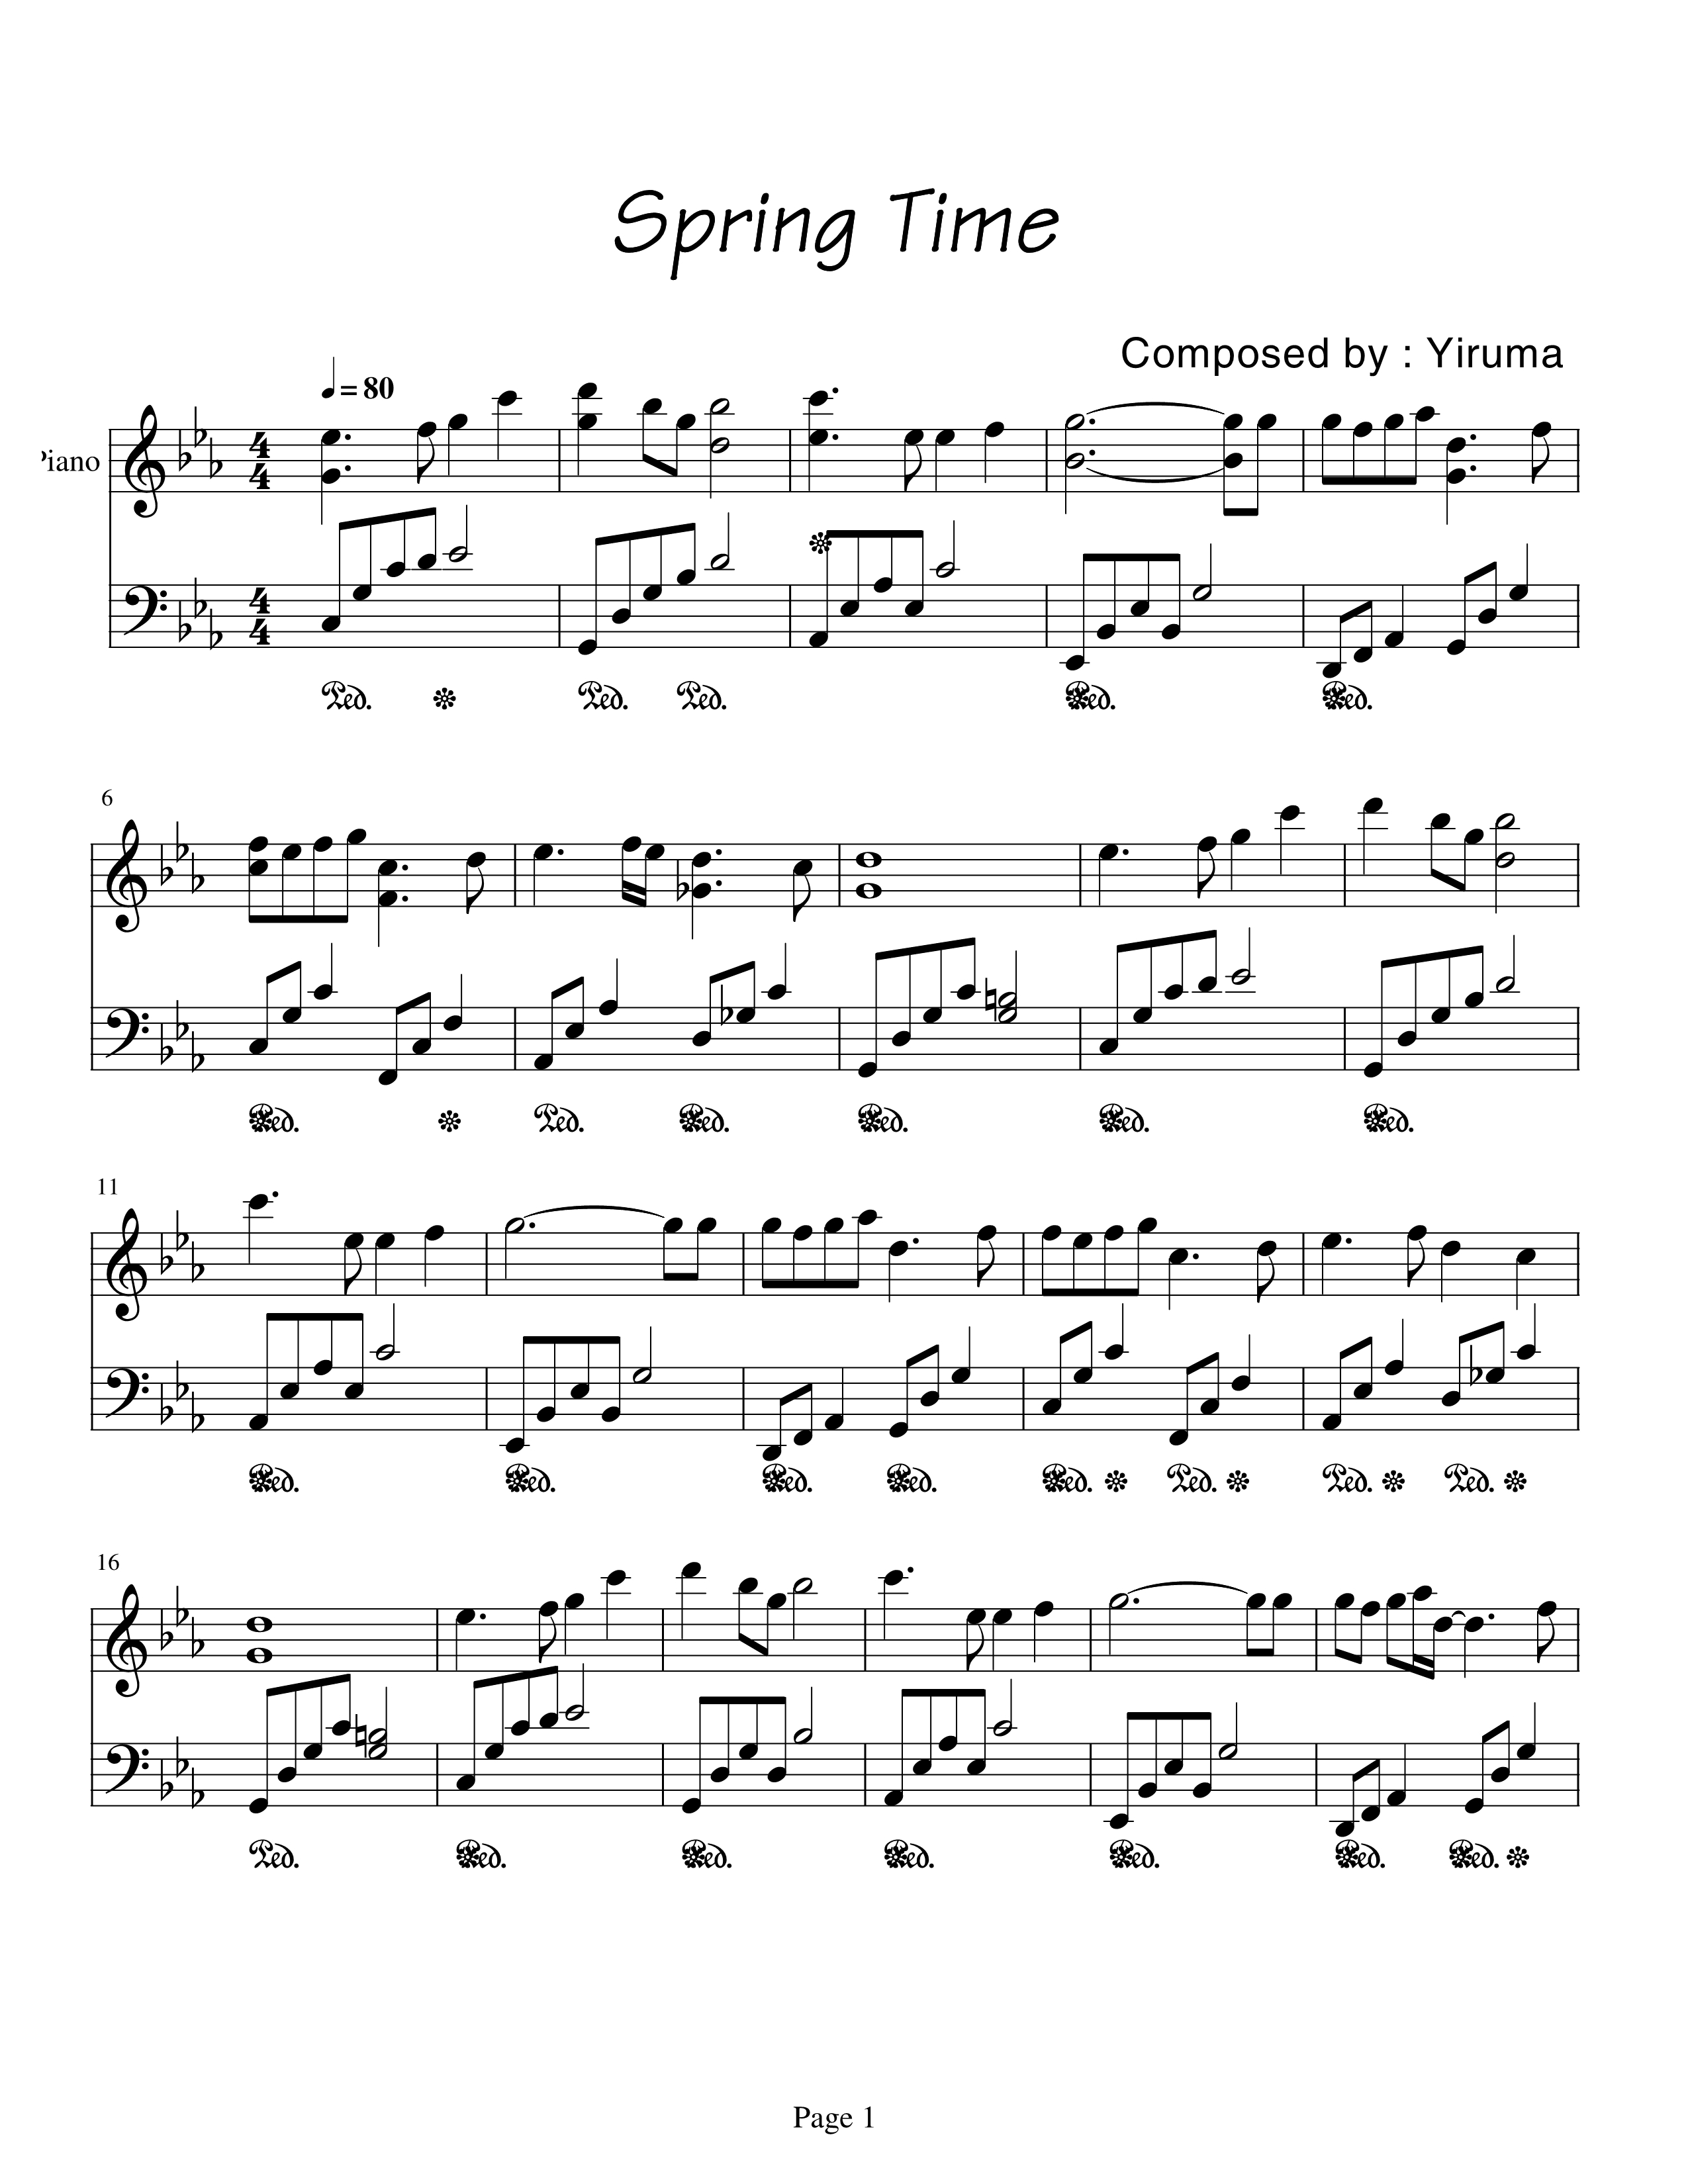 Spring Time
Composed by : Yiruma
= 80
Piano
4
4
4
4
Ped. Ped. Ped. Ped. Ped.
6
Ped. Ped. Ped. Ped. Ped. Ped.
11
Ped. Ped. Ped. Ped. Ped. Ped. Ped. Ped.
16
Ped. Ped. Ped. Ped. Ped. Ped. Ped.
Page 1